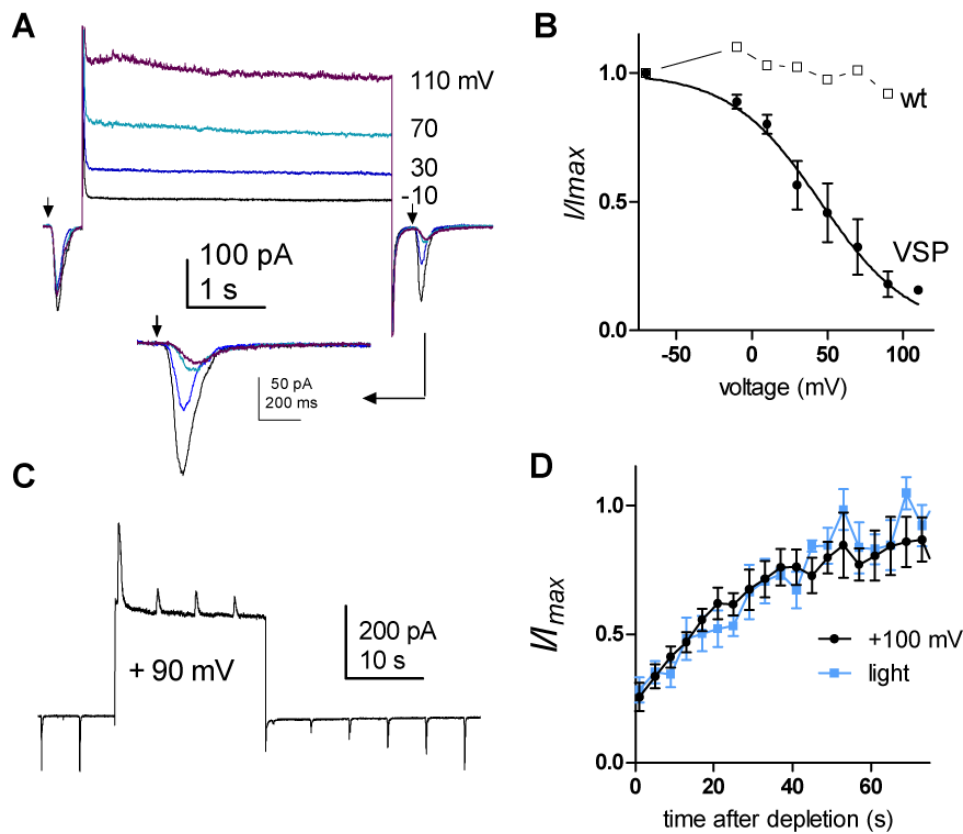 A
110 mV
70
30
-10
100 pA
1 s
50 pA
200 ms
B
I/Imax
1.0
0.5
0.0
wt
VSP
-50
0
50
100
voltage (mV)
C
+ 90 mV
200 pA
10 s
D
I/Imax
1.0
0.5
0.0
+100 mV
light
0
20
40
60
time after depletion (s)